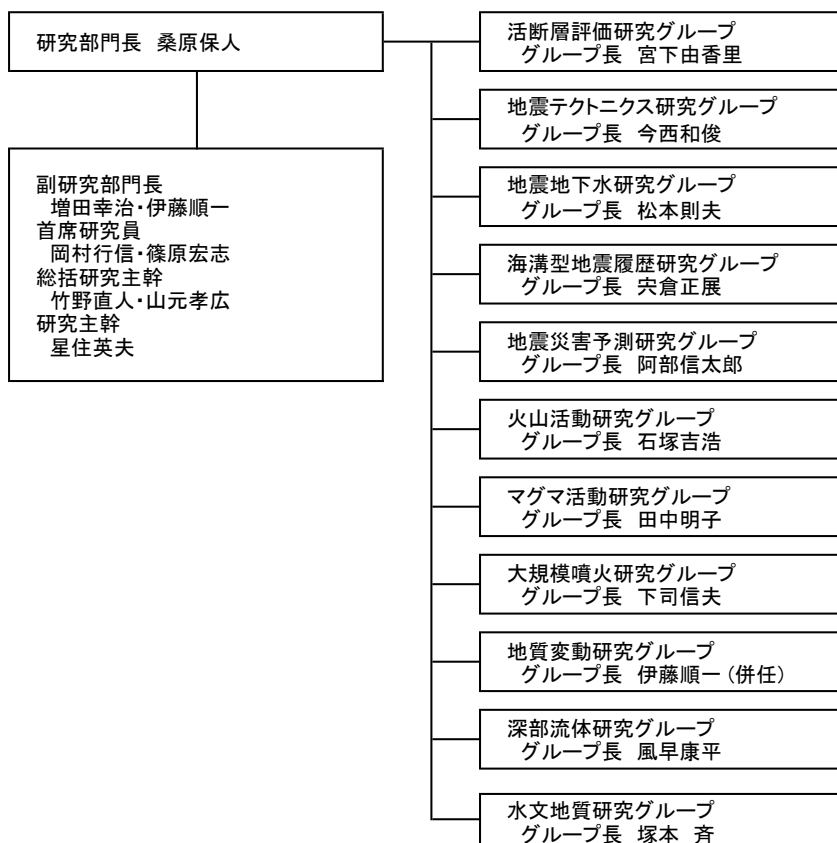 研究部門長 桑原保人
副研究部門長
増田幸治・伊藤順一
首席研究員
岡村行信・篠原宏志
総括研究主幹
竹野直人・山元孝広
研究主幹
星住英夫
活断層評価研究グループ
グループ長 宮下由香里
地震テクトニクス研究グループ
グループ長 今西和俊
地震地下水研究グループ
グループ長 松本則夫
海溝型地震履歴研究グループ
グループ長 宍倉正展
地震災害予測研究グループ
グループ長 阿部信太郎
火山活動研究グループ
グループ長 石塚吉浩
マグマ活動研究グループ
グループ長 田中明子
大規模噴火研究グループ
グループ長 下司信夫
地質変動研究グループ
グループ長 伊藤順一（併任）
深部流体研究グループ
グループ長 風早康平
水文地質研究グループ
グループ長 塚本 斉